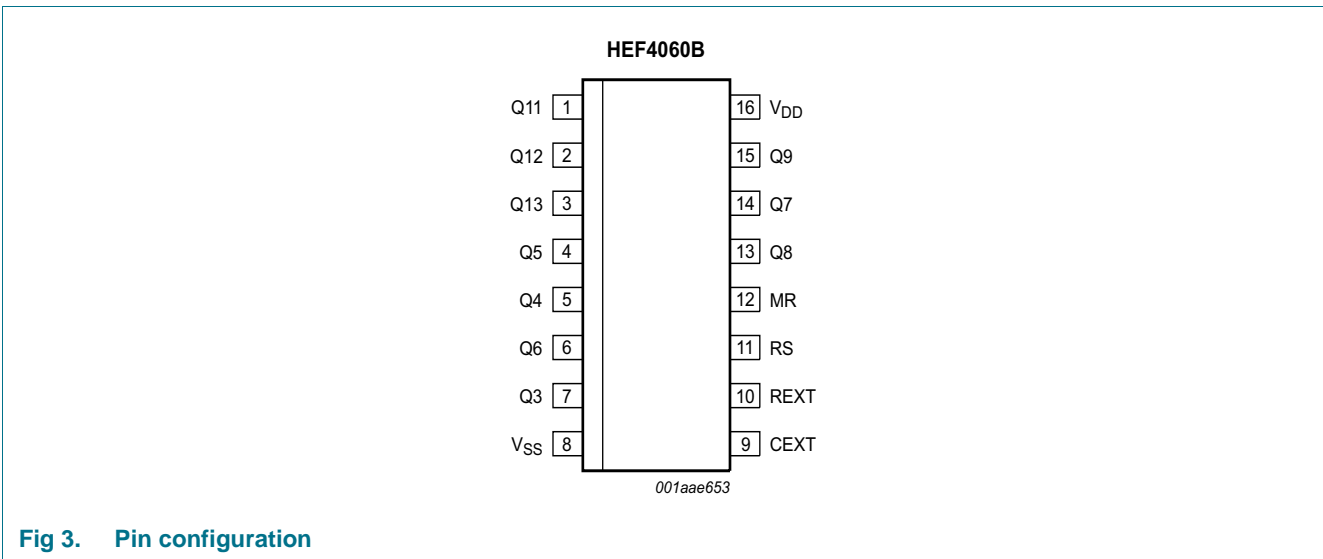 HEF4060B
Q11 1 16 VDD
Q12 2 15 Q9
Q13 3 14 Q7
Q5 4 13 Q8
Q4 5 12 MR
Q6 6 11 RS
Q3 7 10 REXT
VSS 8 9 CEXT
001aae653
Fig 3. Pin configuration